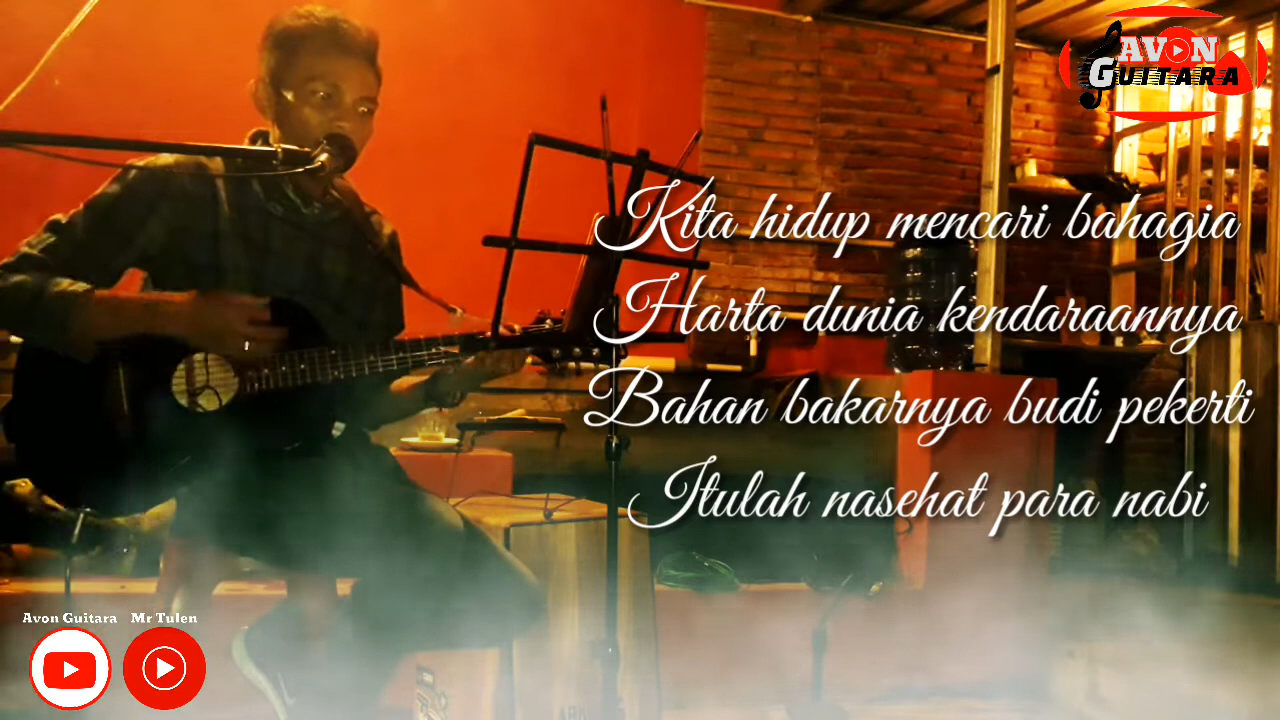 AVON
GUITARA
Kita hidup mencari bahagia
Harta dunia kendaraannya
Bahan bakarnya budi pekerti
Itulah nasehat para nabi
Avon Guitara
Mr Tulen